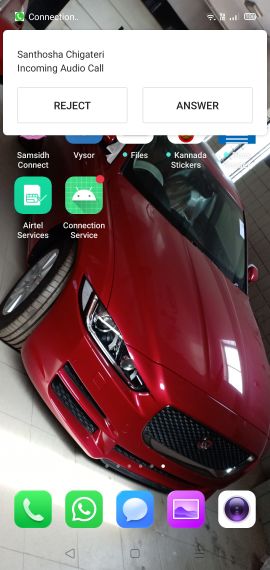 Connection..
Santhosha Chigateri
Incoming Audio Call
REJECT
ANSWER
Samsidh
Connect
Vysor
Files
Kannada
Stickers
Airtel
Services
Connection
Service